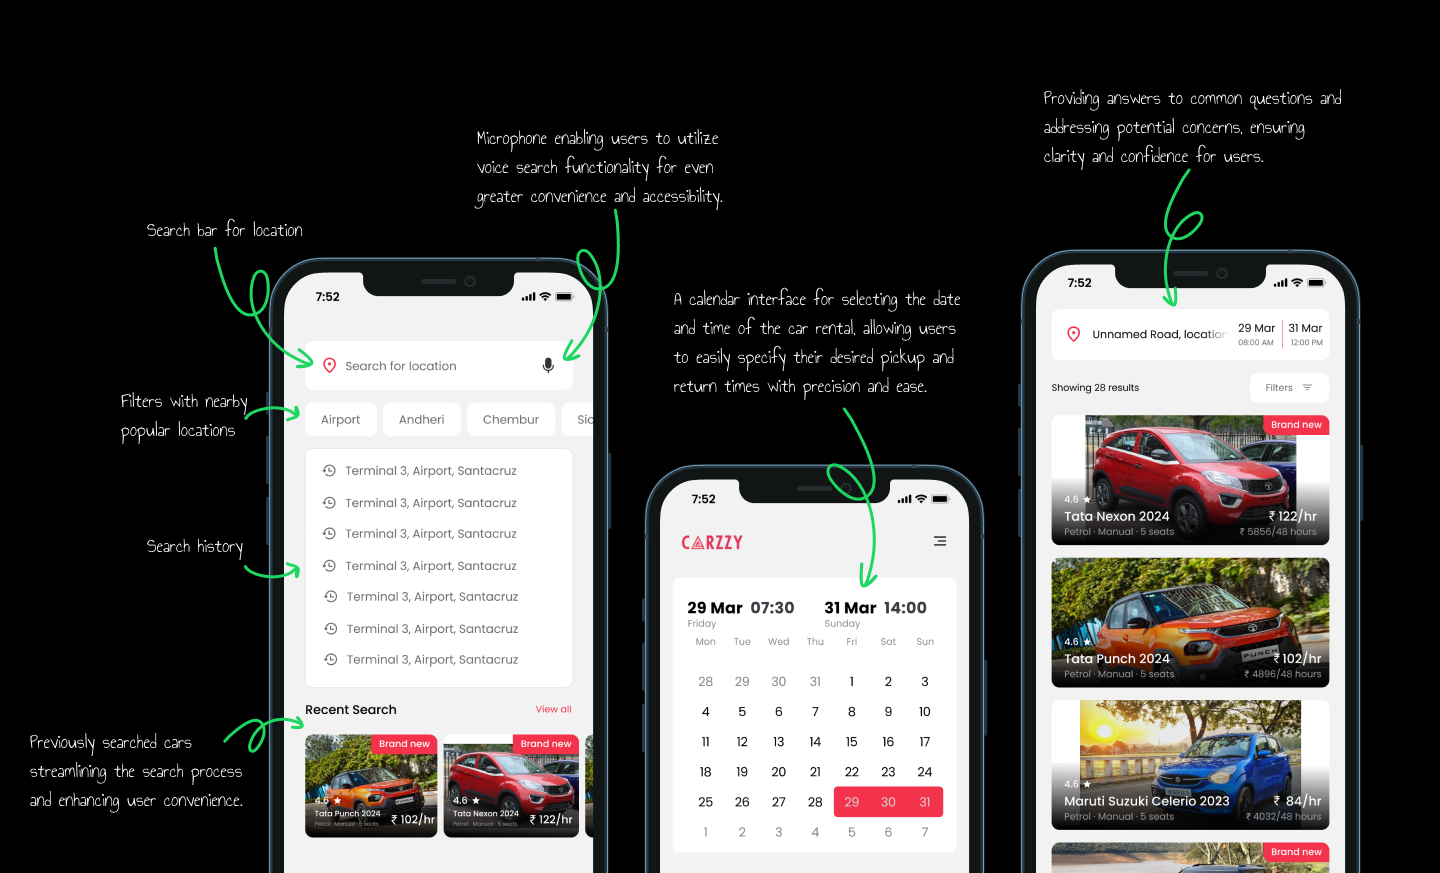 Providing answers to common questions and
addressing potential concerns, ensuring
clarity and confidence for users.
Microphone enabling users to utilize
voice search functionality for even
greater convenience and accessibility.
Search bar for location
A calendar interface for selecting the date
and time of the car rental, allowing users
to easily specify their desired pickup and
return times with precision and ease.
Filters with nearby
popular locations
Search history
Previously searched cars
streamlining the search process
and enhancing user convenience.
7:52
Search for location
Airport
Andheri
Chembur
Sio
Terminal 3, Airport, Santacruz
Terminal 3, Airport, Santacruz
Terminal 3, Airport, Santacruz
Terminal 3, Airport, Santacruz
Terminal 3, Airport, Santacruz
Terminal 3, Airport, Santacruz
Terminal 3, Airport, Santacruz
Recent Search
View all
Brand new
4.6 ★
Tata Punch 2024
Petrol · Manual · 5 seats
₹ 102/hr
Brand new
4.6 ★
Tata Nexon 2024
Petrol · Manual · 5 seats
₹ 122/hr
7:52
CARZZY
29 Mar 07:30
Friday
31 Mar 14:00
Sunday
Mon Tue Wed Thu Fri Sat Sun
28 29 30 31 1 2 3
4 5 6 7 8 9 10
11 12 13 14 15 16 17
18 19 20 21 22 23 24
25 26 27 28 29 30 31
1 2 3 4 5 6 7
7:52
Unnamed Road, location
29 Mar
08:00 AM
31 Mar
12:00 PM
Showing 28 results
Filters
Brand new
4.6 ★
Tata Nexon 2024
Petrol · Manual · 5 seats
₹ 122/hr
₹ 5856/48 hours
PUNCH
4.6 ★
Tata Punch 2024
Petrol · Manual · 5 seats
₹ 102/hr
₹ 4896/48 hours
4.6 ★
Maruti Suzuki Celerio 2023
Petrol · Manual · 5 seats
₹ 84/hr
₹ 4032/48 hours
Brand new